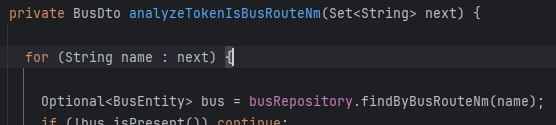 private BusDto analyzeTokenIsBusRouteNm(Set<String> next) {
for (String name : next) {
Optional<BusEntity> bus = busRepository.findByBusRouteNm(name);
if (!bus.isPresent()) continue;